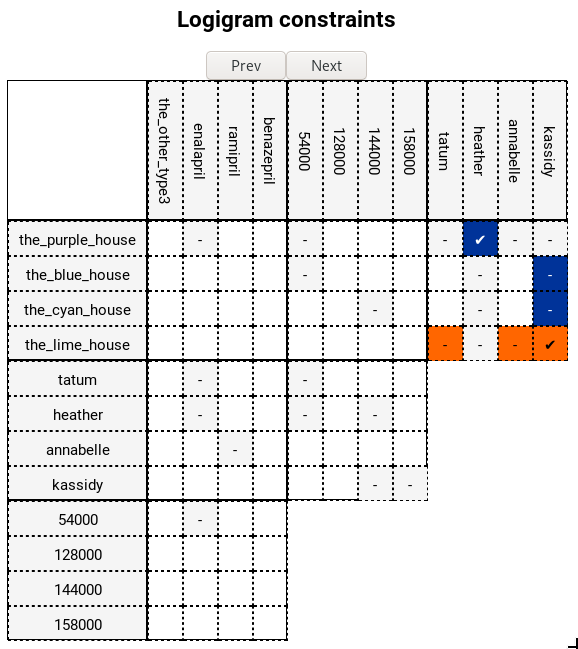 Logigram constraints
Prev Next
the_other_type3 enalapril ramipril benazepril 54000 128000 144000 158000 tatum heather annabelle kassidy
the_purple_house - - - ✔ - -
the_blue_house - - -
the_cyan_house - - -
the_lime_house - - - ✔
tatum - -
heather - - -
annabelle -
kassidy - -
54000 -
128000
144000
158000